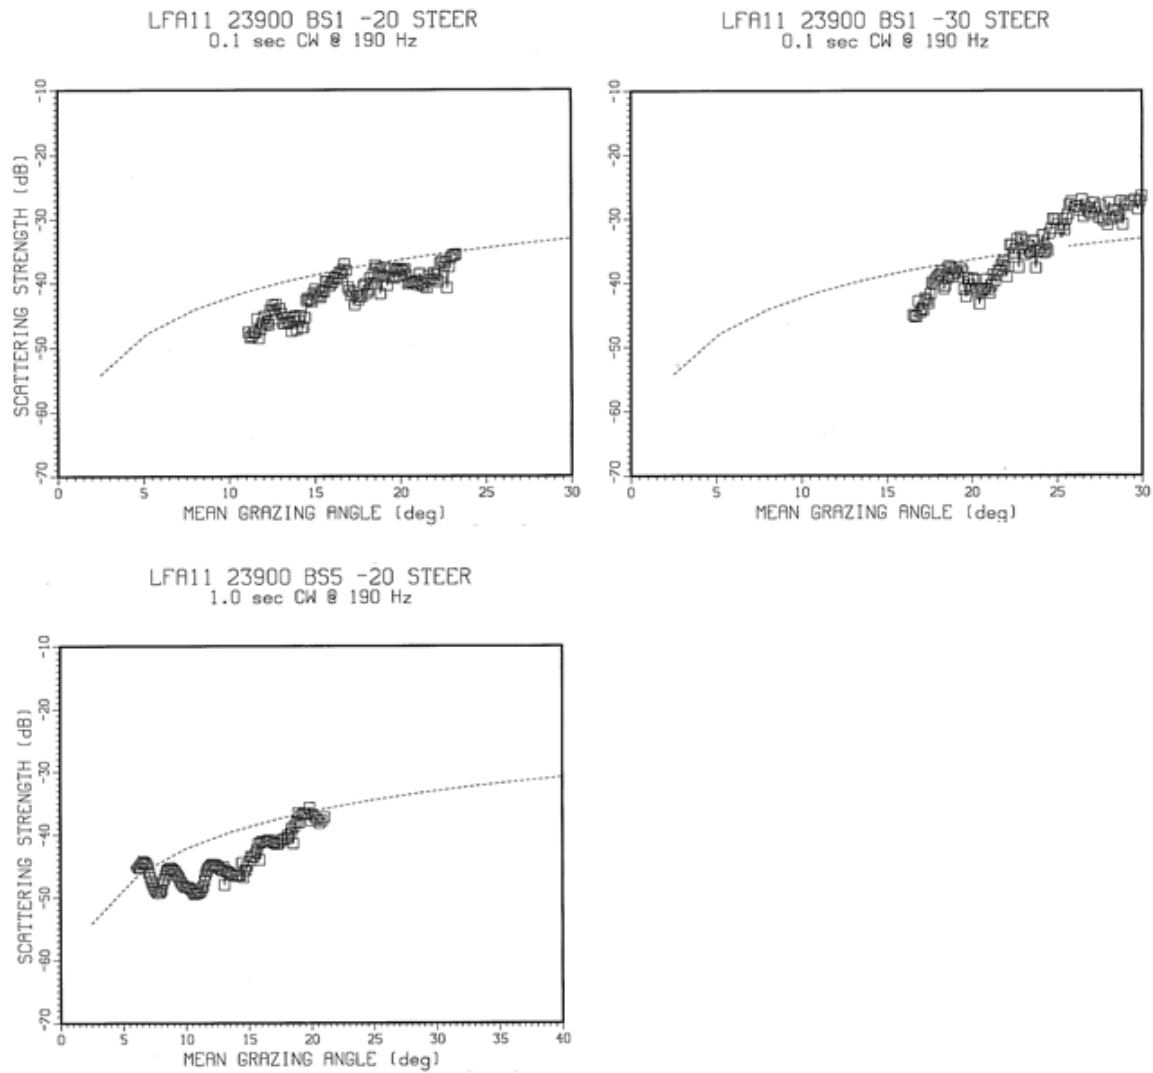 LFA11 23900 BS1 -20 STEER
0.1 sec CW @ 190 Hz
SCATTERING STRENGTH (dB)
-10
-20
-30
-40
-50
-60
-70
0 5 10 15 20 25 30
MEAN GRAZING ANGLE (deg)
LFA11 23900 BS1 -30 STEER
0.1 sec CW @ 190 Hz
-10
-20
-30
-40
-50
-60
-70
0 5 10 15 20 25 30
MEAN GRAZING ANGLE (deg)
LFA11 23900 BS5 -20 STEER
1.0 sec CW @ 190 Hz
SCATTERING STRENGTH (dB)
-10
-20
-30
-40
-50
-60
-70
0 5 10 15 20 25 30 35 40
MEAN GRAZING ANGLE (deg)